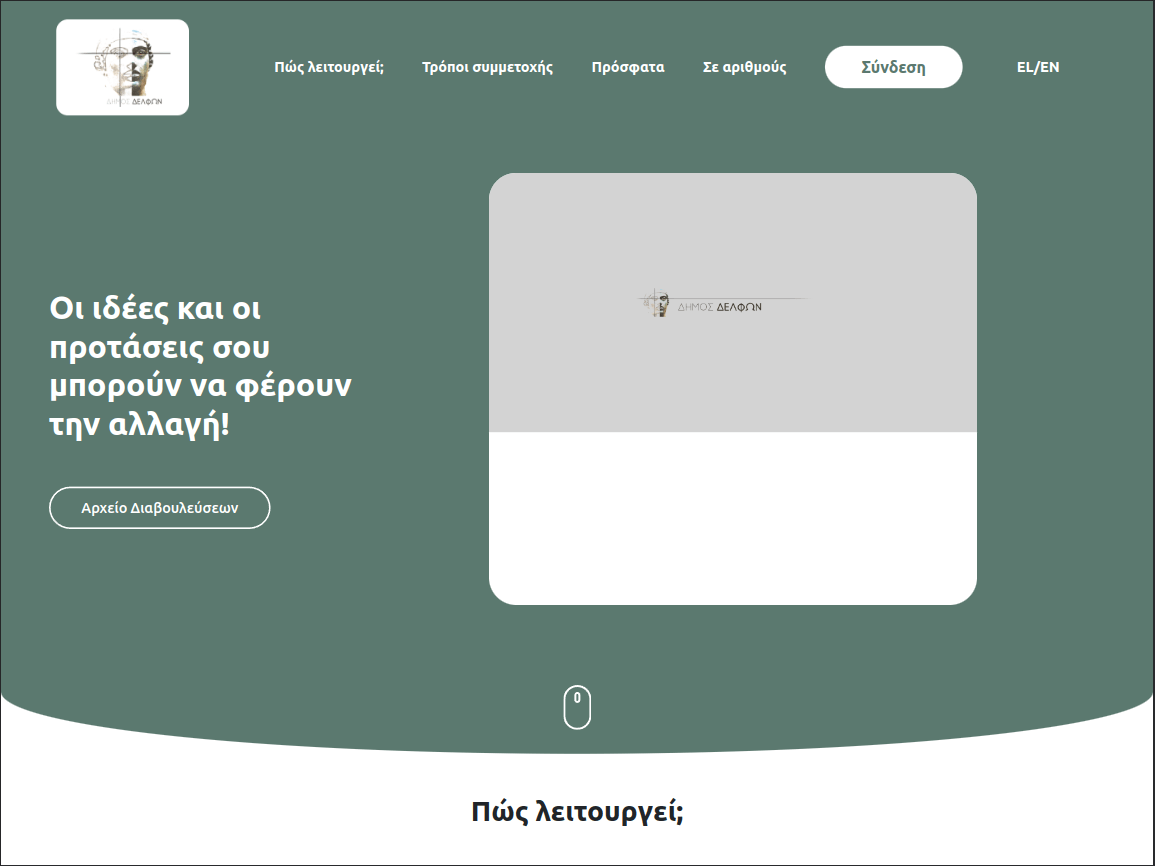 ΔΗΜΟΣ ΔΕΛΦΩΝ
Πώς λειτουργεί;
Τρόποι συμμετοχής
Πρόσφατα
Σε αριθμούς
Σύνδεση
EL/EN
ΔΗΜΟΣ ΔΕΛΦΩΝ
Οι ιδέες και οι
προτάσεις σου
μπορούν να φέρουν
την αλλαγή!
Αρχείο Διαβουλεύσεων
Πώς λειτουργεί;